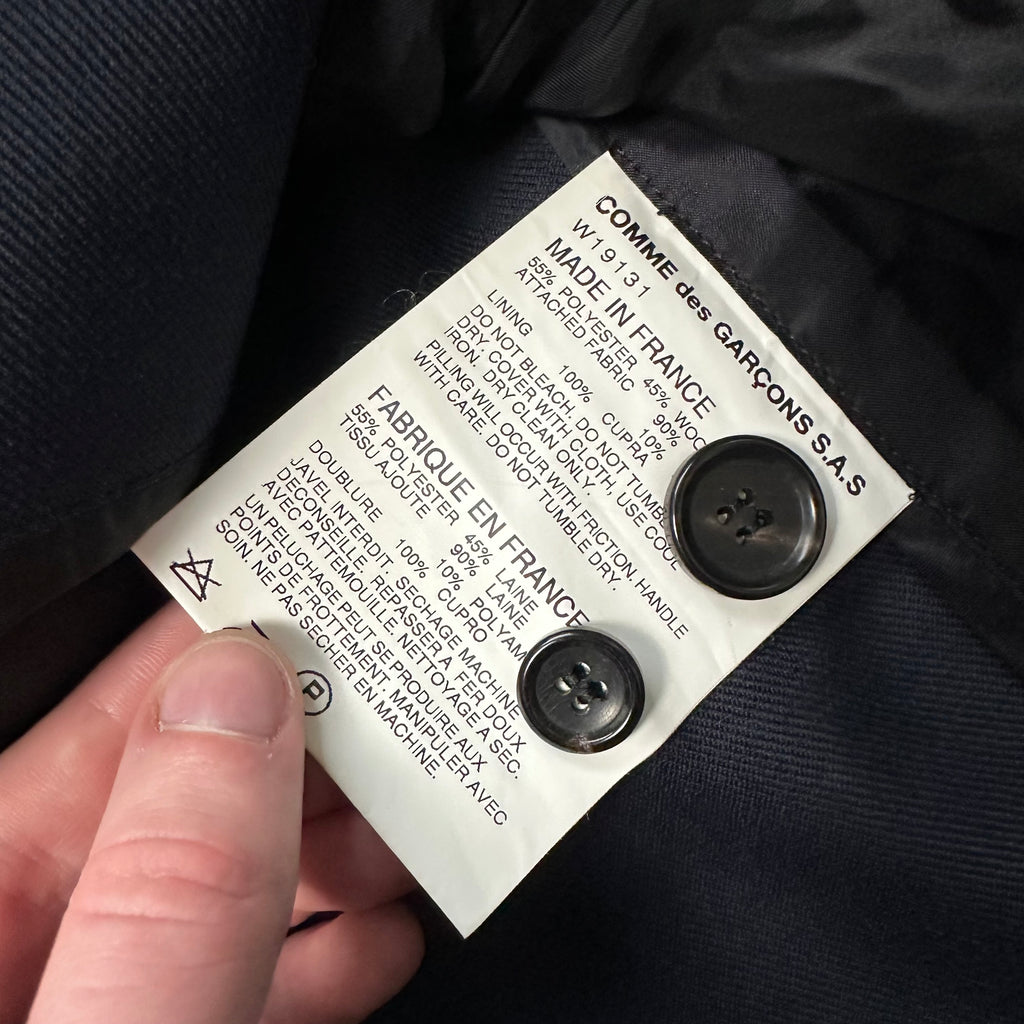 COMME des GARÇONS S.A.S
W19131
MADE IN FRANCE
55% POLYESTER 45%
ATTACHED FABRIC 90%
10%
LINING 100% CUPRA
DO NOT BLEACH. DO NOT
DRY. COVER WITH CLOTH, USE COOL
IRON. DRY CLEAN ONLY.
PILLING WILL OCCUR WITH FRICTION. HANDLE
WITH CARE. DO NOT TUMBLE DRY.
FABRIQUE EN FRANCE
55% POLYESTER 45% LAINE
TISSU AJOUTE 90% LAINE
10% POLYAM
DOUBLURE 100% CUPRO
JAVEL INTERDIT. SECHAGE MACHINE
DECONSEILLE. REPASSER A FER DOUX
AVEC PATTEMOUILLE. NETTOYAGE A SEC.
UN PELUCHAGE PEUT SE PRODUIRE AUX
POINTS DE FROTTEMENT. MANIPULER AVEC
SOIN NE PAS SECHER EN MACHINE.
P